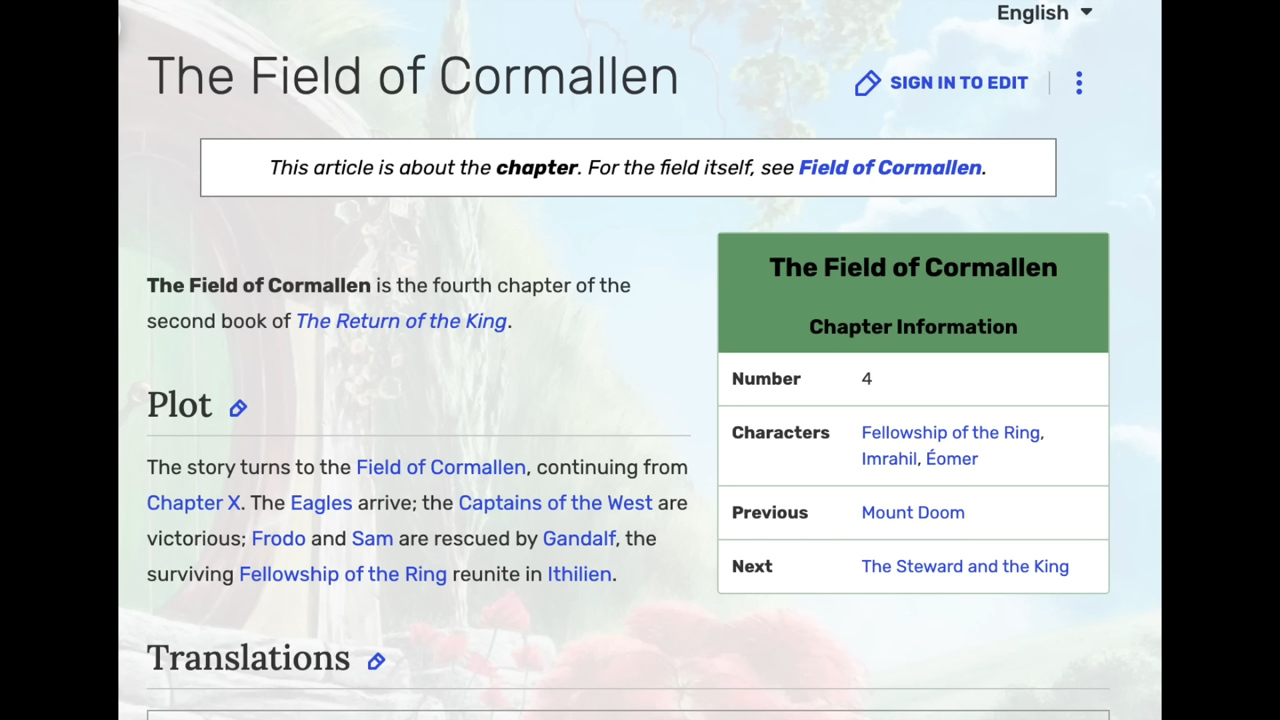 English
The Field of Cormallen
SIGN IN TO EDIT
This article is about the chapter. For the field itself, see Field of Cormallen.
The Field of Cormallen is the fourth chapter of the
second book of The Return of the King.
Plot
The story turns to the Field of Cormallen, continuing from
Chapter X. The Eagles arrive; the Captains of the West are
victorious; Frodo and Sam are rescued by Gandalf, the
surviving Fellowship of the Ring reunite in Ithilien.
The Field of Cormallen
Chapter Information
Number 4
Characters Fellowship of the Ring,
Imrahil, Éomer
Previous Mount Doom
Next The Steward and the King
Translations